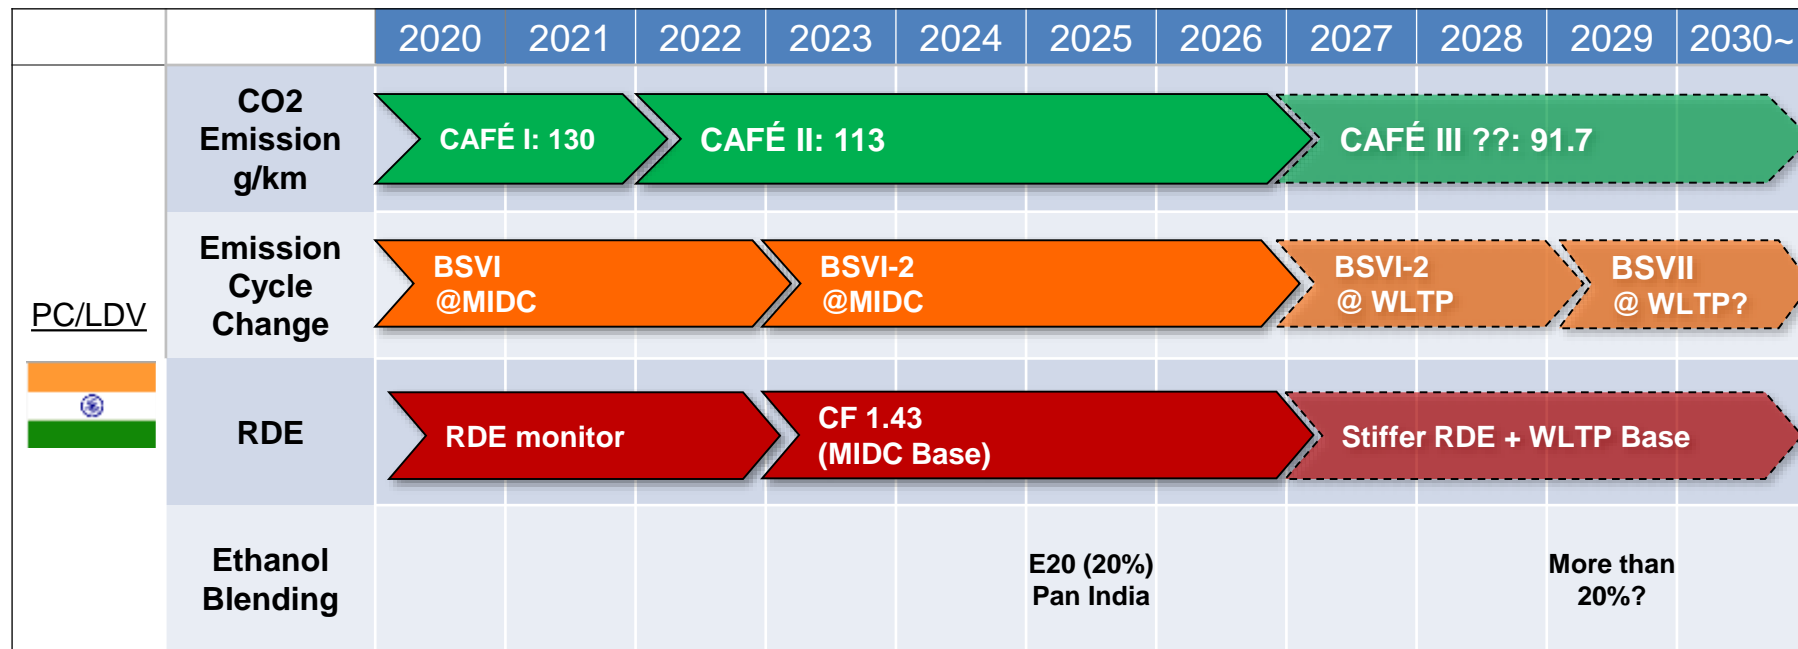 2020 2021 2022 2023 2024 2025 2026 2027 2028 2029 2030~
PC/LDV
CO2
Emission
g/km
CAFÉ I: 130
CAFÉ II: 113
CAFÉ III ??: 91.7
Emission
Cycle
Change
BSVI
@MIDC
BSVI-2
@MIDC
BSVI-2
@ WLTP
BSVII
@ WLTP?
RDE
RDE monitor
CF 1.43
(MIDC Base)
Stiffer RDE + WLTP Base
Ethanol
Blending
E20 (20%)
Pan India
More than
20%?